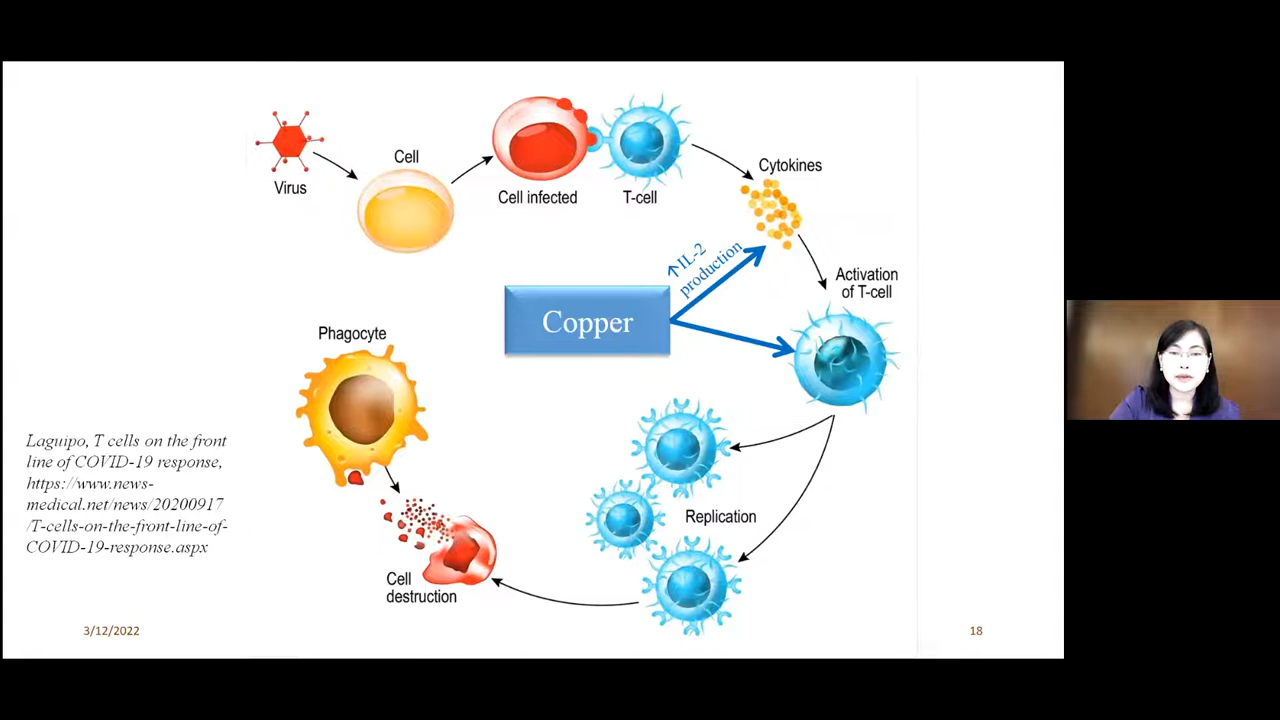 Virus
Cell
Cell infected
T-cell
Cytokines
↑IL-2
production
Activation
of T-cell
Copper
Phagocyte
Laguipo, T cells on the front
line of COVID-19 response,
https://www.news-
medical.net/news/20200917
/T-cells-on-the-front-line-of-
COVID-19-response.aspx
Replication
Cell
destruction
3/12/2022
18